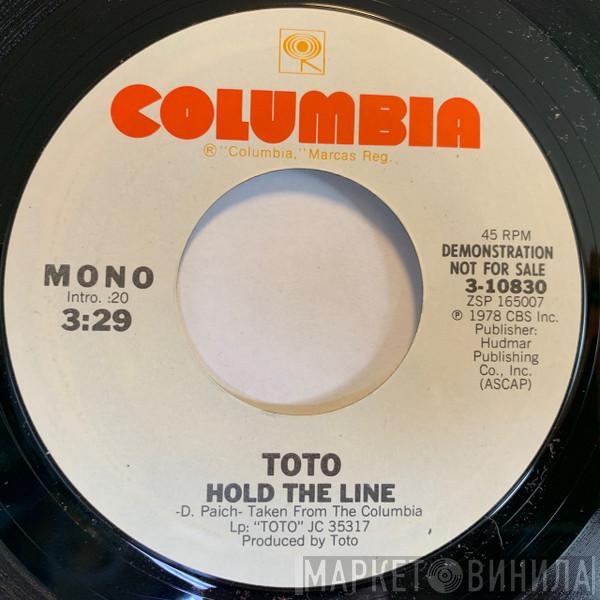 COLUMBIA
® "Columbia," Marcas Reg.
MONO
Intro. :20
3:29
45 RPM
DEMONSTRATION
NOT FOR SALE
3-10830
ZSP 165007
℗ 1978 CBS Inc.
Publisher:
Hudmar
Publishing
Co., Inc.
(ASCAP)
TOTO
HOLD THE LINE
-D. Paich- Taken From The Columbia
Lp: "TOTO" JC 35317
Produced by Toto
МАРКЕТ ВИНИЛА